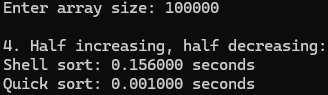 Enter array size: 100000
4. Half increasing, half decreasing:
Shell sort: 0.156000 seconds
Quick sort: 0.001000 seconds